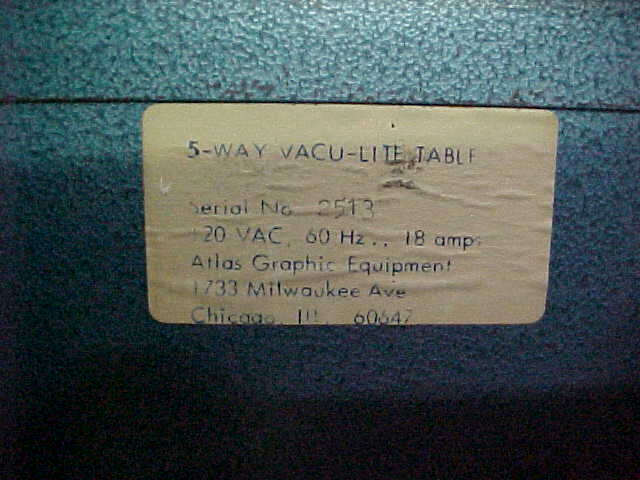 5-WAY VACU-LITE TABLE
Serial No. 2513
120 VAC, 60 Hz., 18 amps
Atlas Graphic Equipment
1733 Milwaukee Ave
Chicago, Ill. 60647